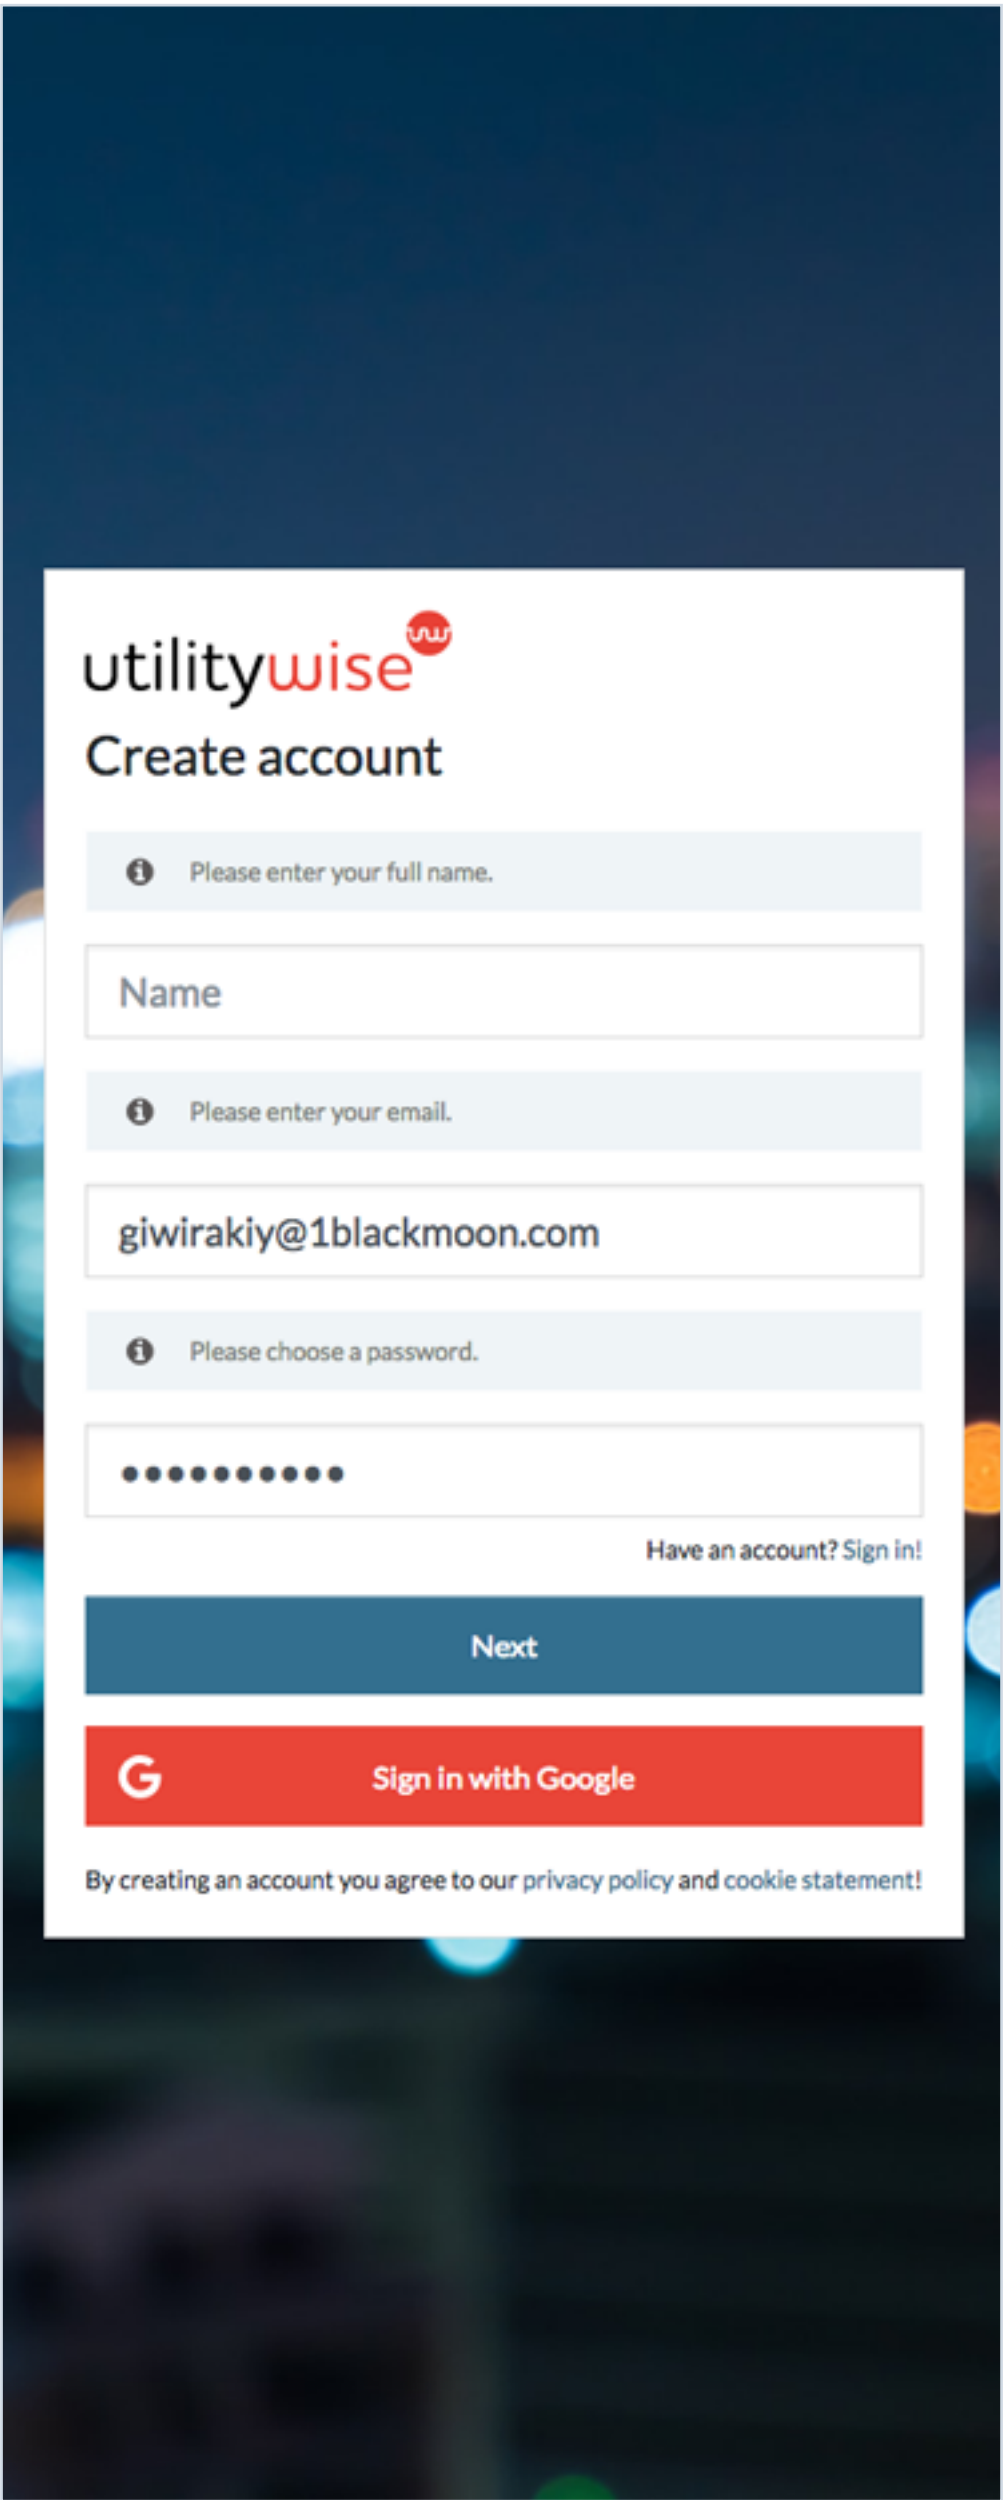 utilitywise uw
Create account
Please enter your full name.
Name
Please enter your email.
giwirakiy@1blackmoon.com
Please choose a password.
••••••••••
Have an account? Sign in!
Next
G Sign in with Google
By creating an account you agree to our privacy policy and cookie statement!